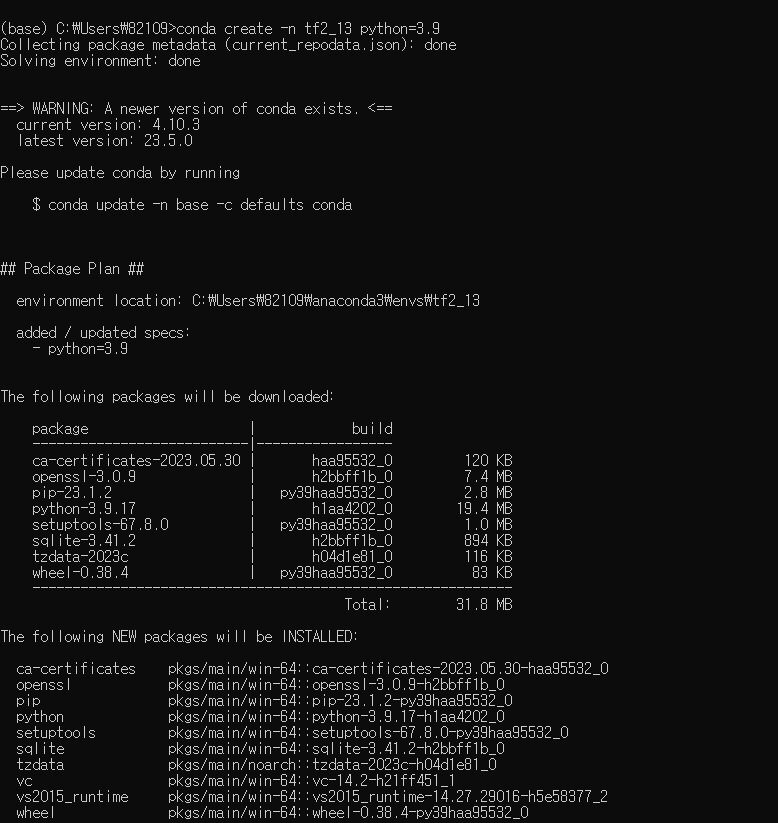 (base) C:₩Users₩82109>conda create -n tf2_13 python=3.9
Collecting package metadata (current_repodata.json): done
Solving environment: done
==> WARNING: A newer version of conda exists. <==
current version: 4.10.3
latest version: 23.5.0
Please update conda by running
$ conda update -n base -c defaults conda
## Package Plan ##
environment location: C:₩Users₩82109₩anaconda3₩envs₩tf2_13
added / updated specs:
- python=3.9
The following packages will be downloaded:
package | build
---------------------------|-----------------
ca-certificates-2023.05.30 | haa95532_0 120 KB
openssl-3.0.9 | h2bbff1b_0 7.4 MB
pip-23.1.2 | py39haa95532_0 2.8 MB
python-3.9.17 | h1aa4202_0 19.4 MB
setuptools-67.8.0 | py39haa95532_0 1.0 MB
sqlite-3.41.2 | h2bbff1b_0 894 KB
tzdata-2023c | h04d1e81_0 116 KB
wheel-0.38.4 | py39haa95532_0 83 KB
------------------------------------------------------------
Total: 31.8 MB
The following NEW packages will be INSTALLED:
ca-certificates pkgs/main/win-64::ca-certificates-2023.05.30-haa95532_0
openssl pkgs/main/win-64::openssl-3.0.9-h2bbff1b_0
pip pkgs/main/win-64::pip-23.1.2-py39haa95532_0
python pkgs/main/win-64::python-3.9.17-h1aa4202_0
setuptools pkgs/main/win-64::setuptools-67.8.0-py39haa95532_0
sqlite pkgs/main/win-64::sqlite-3.41.2-h2bbff1b_0
tzdata pkgs/main/noarch::tzdata-2023c-h04d1e81_0
vc pkgs/main/win-64::vc-14.2-h21ff451_1
vs2015_runtime pkgs/main/win-64::vs2015_runtime-14.27.29016-h5e58377_2
wheel pkgs/main/win-64::wheel-0.38.4-py39haa95532_0